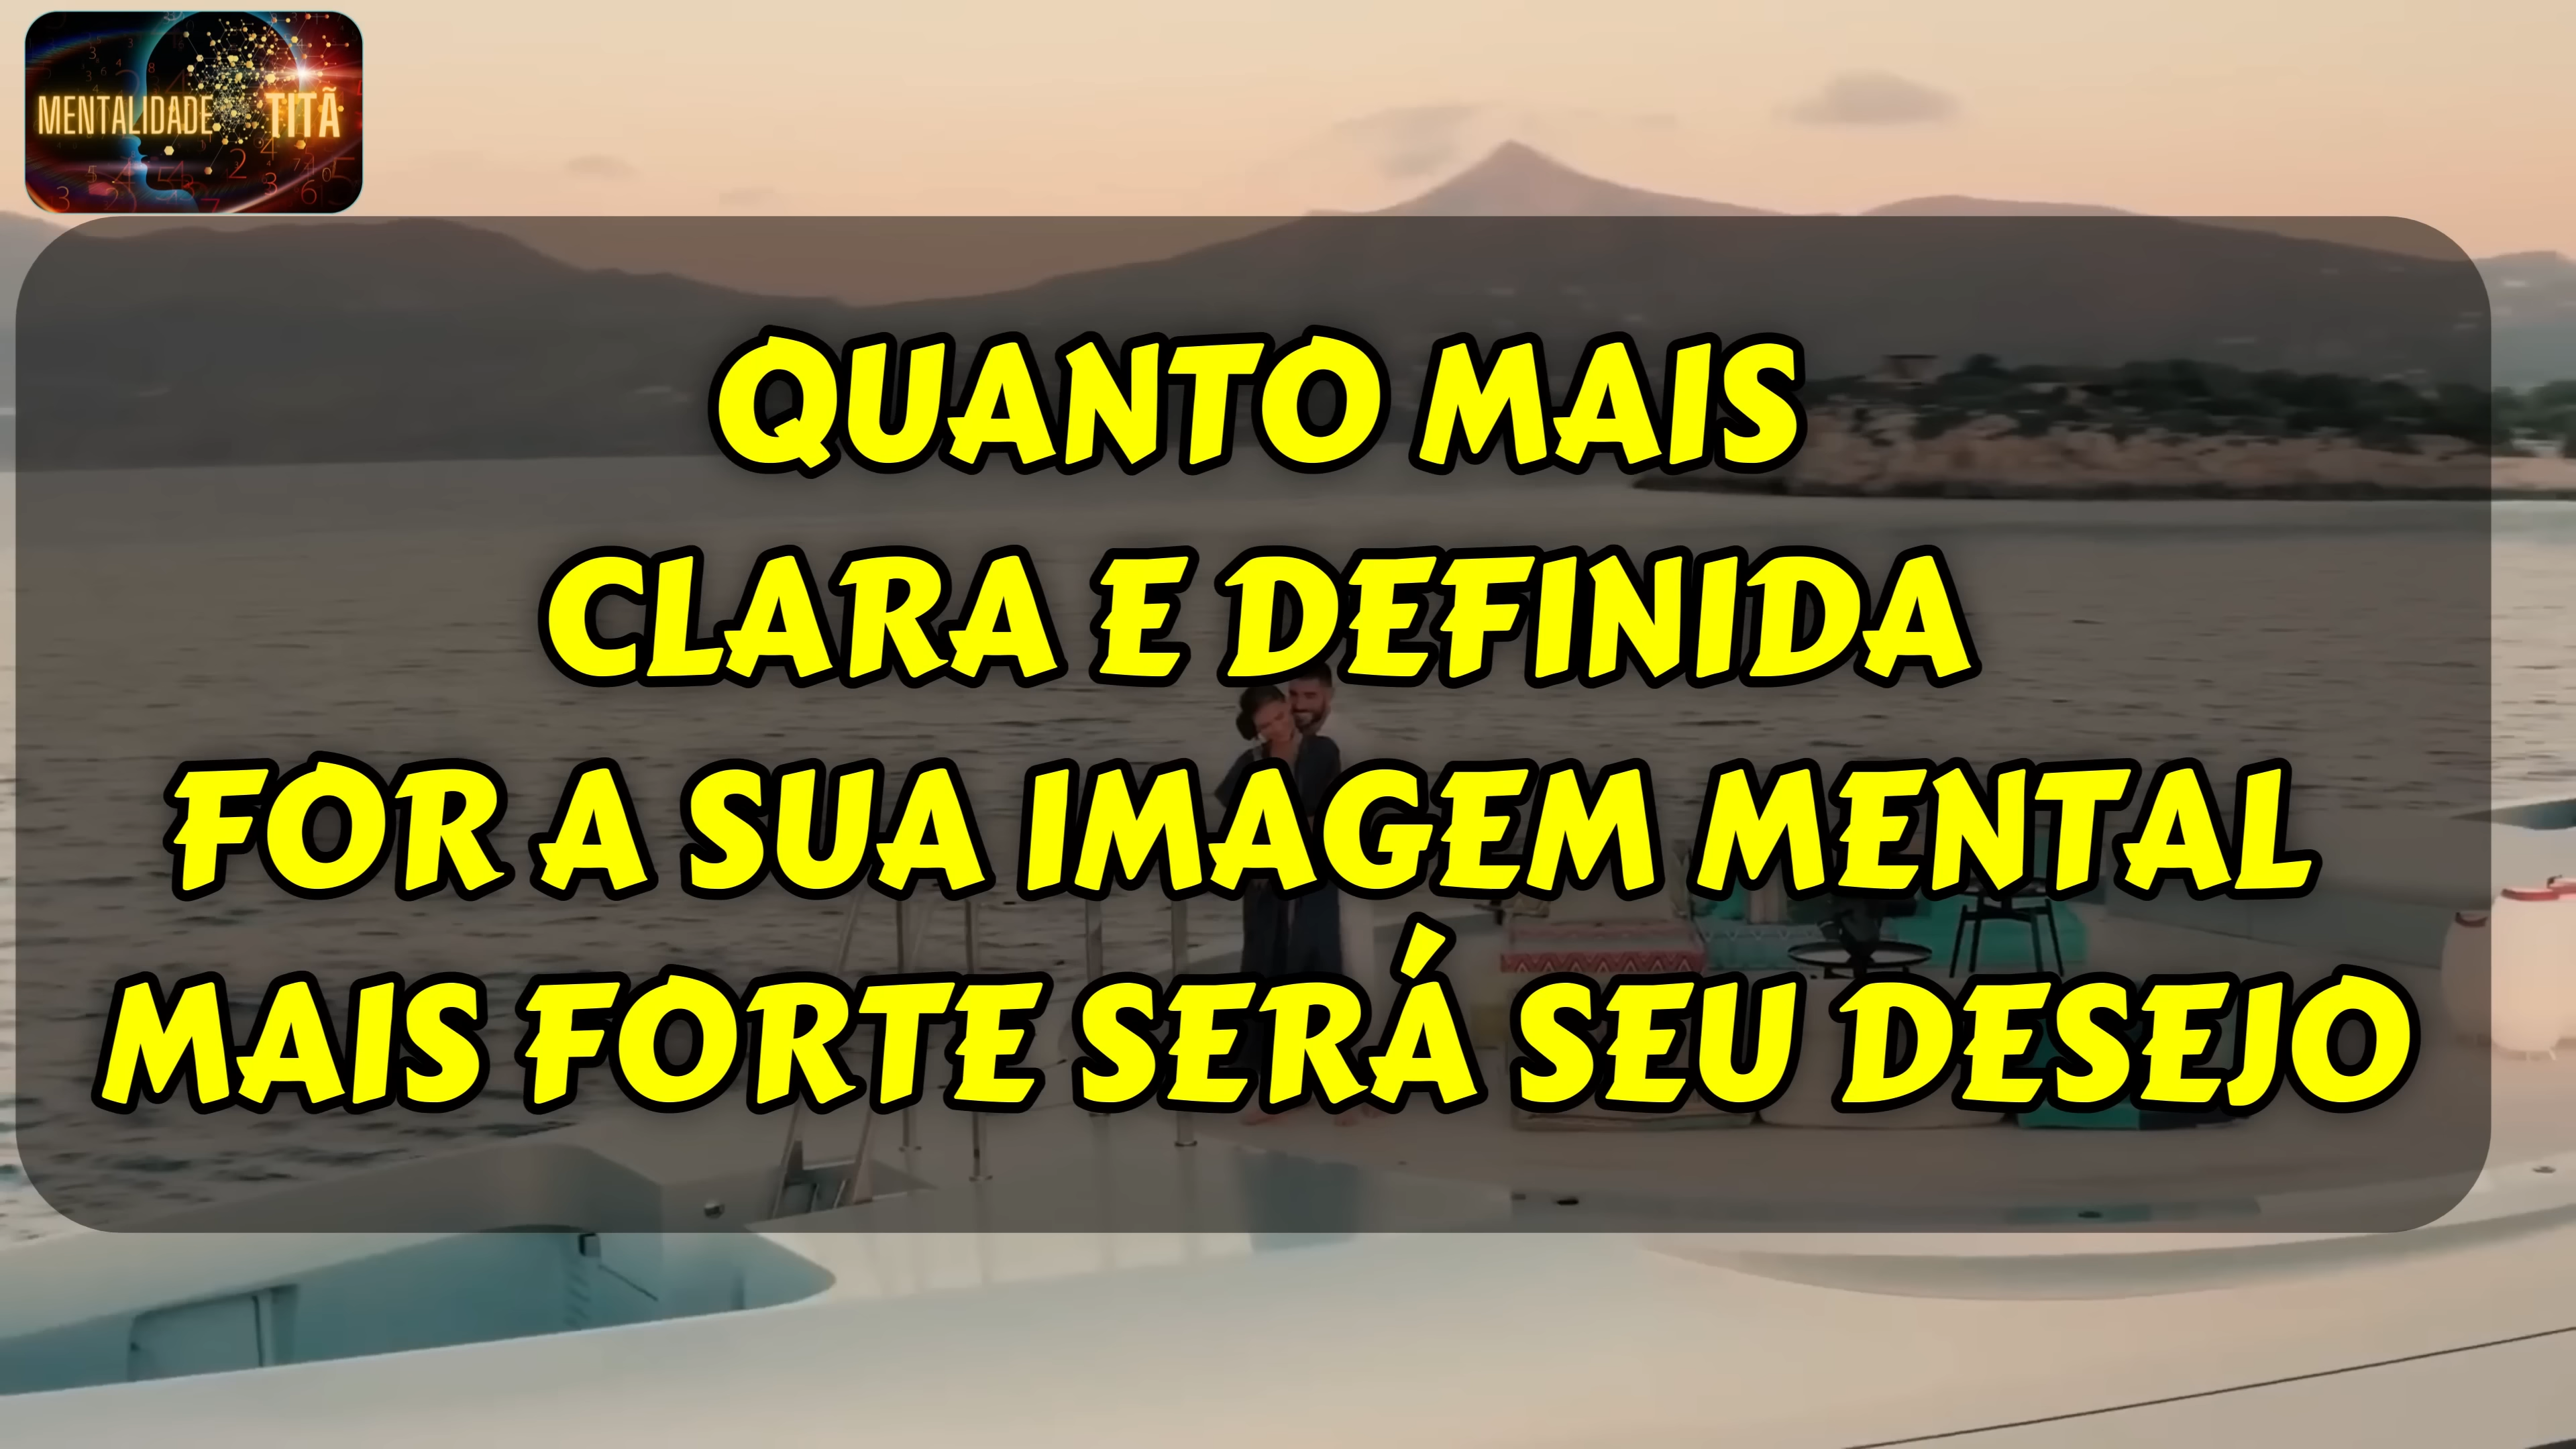 MENTALIDADE TITÃ
QUANTO MAIS
CLARA E DEFINIDA
FOR A SUA IMAGEM MENTAL
MAIS FORTE SERÁ SEU DESEJO